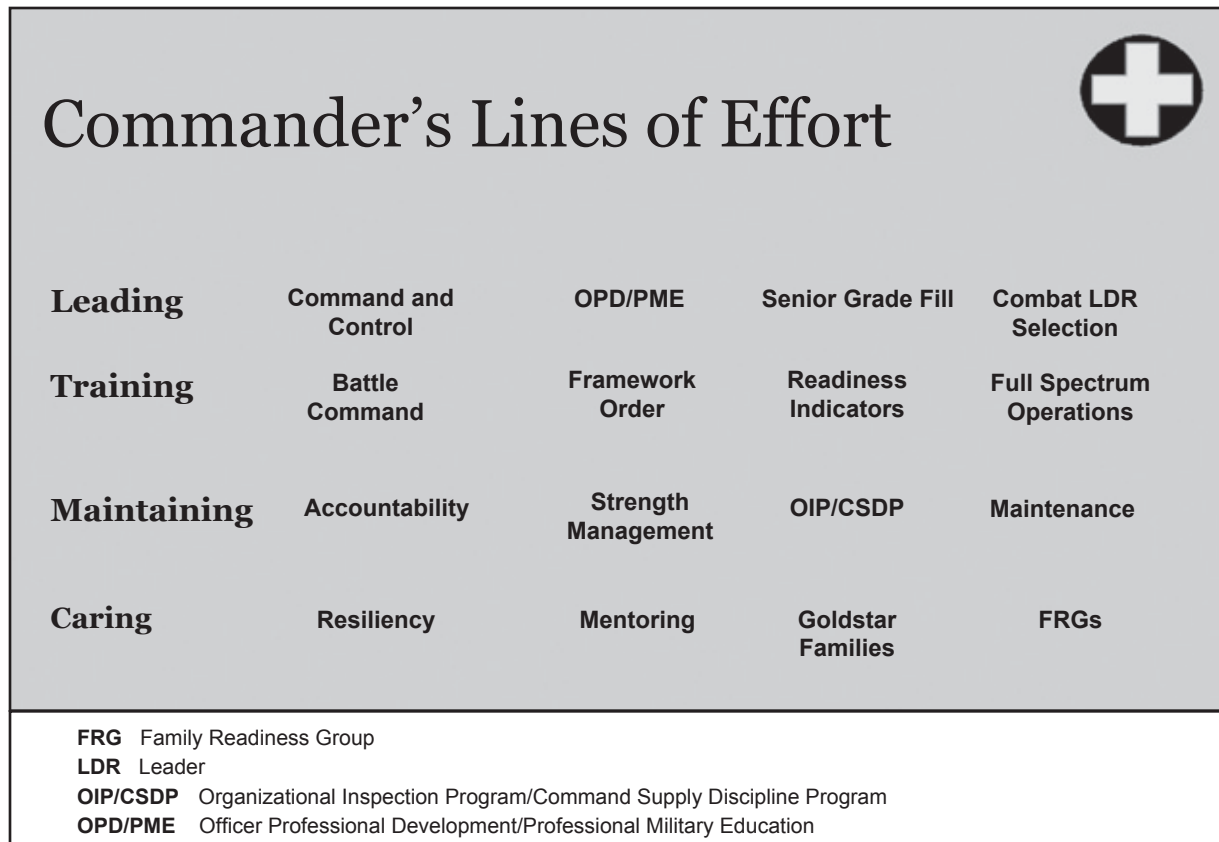 Commander’s Lines of Effort
Leading
Command and
Control
OPD/PME
Senior Grade Fill
Combat LDR
Selection
Training
Battle
Command
Framework
Order
Readiness
Indicators
Full Spectrum
Operations
Maintaining
Accountability
Strength
Management
OIP/CSDP
Maintenance
Caring
Resiliency
Mentoring
Goldstar
Families
FRGs
FRG Family Readiness Group
LDR Leader
OIP/CSDP Organizational Inspection Program/Command Supply Discipline Program
OPD/PME Officer Professional Development/Professional Military Education